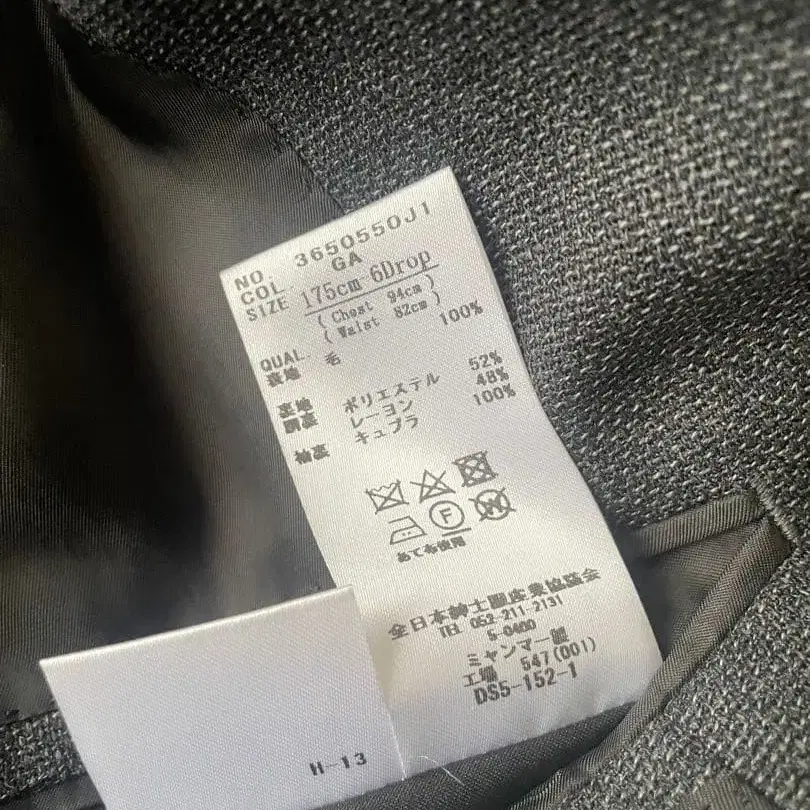 NO. 3650550J1
COL GA
SIZE 175cm 6Drop
(Chest 94cm)
(Waist 82cm)
QUAL.
表地 毛 100%
裏地 ポリエステル 52%
胴裏 レーヨン 48%
袖裏 キュプラ 100%
F
W
あて布使用
全日本紳士服産業協議会
TEL 052-211-2131
5-0400
ミャンマー製
工場 547(001)
DS5-152-1
H-13